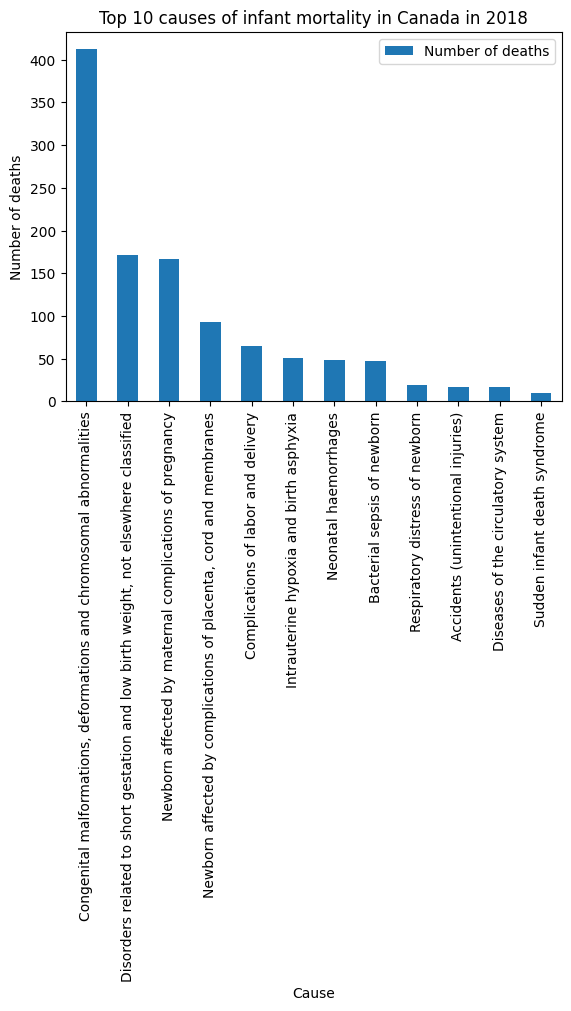 Top 10 causes of infant mortality in Canada in 2018
Number of deaths
Number of deaths
400
350
300
250
200
150
100
50
0
Congenital malformations, deformations and chromosomal abnormalities
Disorders related to short gestation and low birth weight, not elsewhere classified
Newborn affected by maternal complications of pregnancy
Newborn affected by complications of placenta, cord and membranes
Complications of labor and delivery
Intrauterine hypoxia and birth asphyxia
Neonatal haemorrhages
Bacterial sepsis of newborn
Respiratory distress of newborn
Accidents (unintentional injuries)
Diseases of the circulatory system
Sudden infant death syndrome
Cause